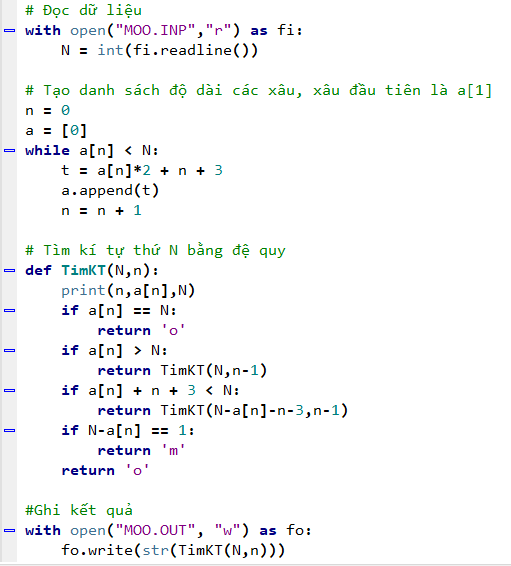 # Đọc dữ liệu
with open("MOO.INP","r") as fi:
    N = int(fi.readline())

# Tạo danh sách độ dài các xâu, xâu đầu tiên là a[1]
n = 0
a = [0]
while a[n] < N:
    t = a[n]*2 + n + 3
    a.append(t)
    n = n + 1

# Tìm kí tự thứ N bằng đệ quy
def TimKT(N,n):
    print(n,a[n],N)
    if a[n] == N:
        return 'o'
    if a[n] > N:
        return TimKT(N,n-1)
    if a[n] + n + 3 < N:
        return TimKT(N-a[n]-n-3,n-1)
    if N-a[n] == 1:
        return 'm'
    return 'o'

#Ghi kết quả
with open("MOO.OUT", "w") as fo:
    fo.write(str(TimKT(N,n)))